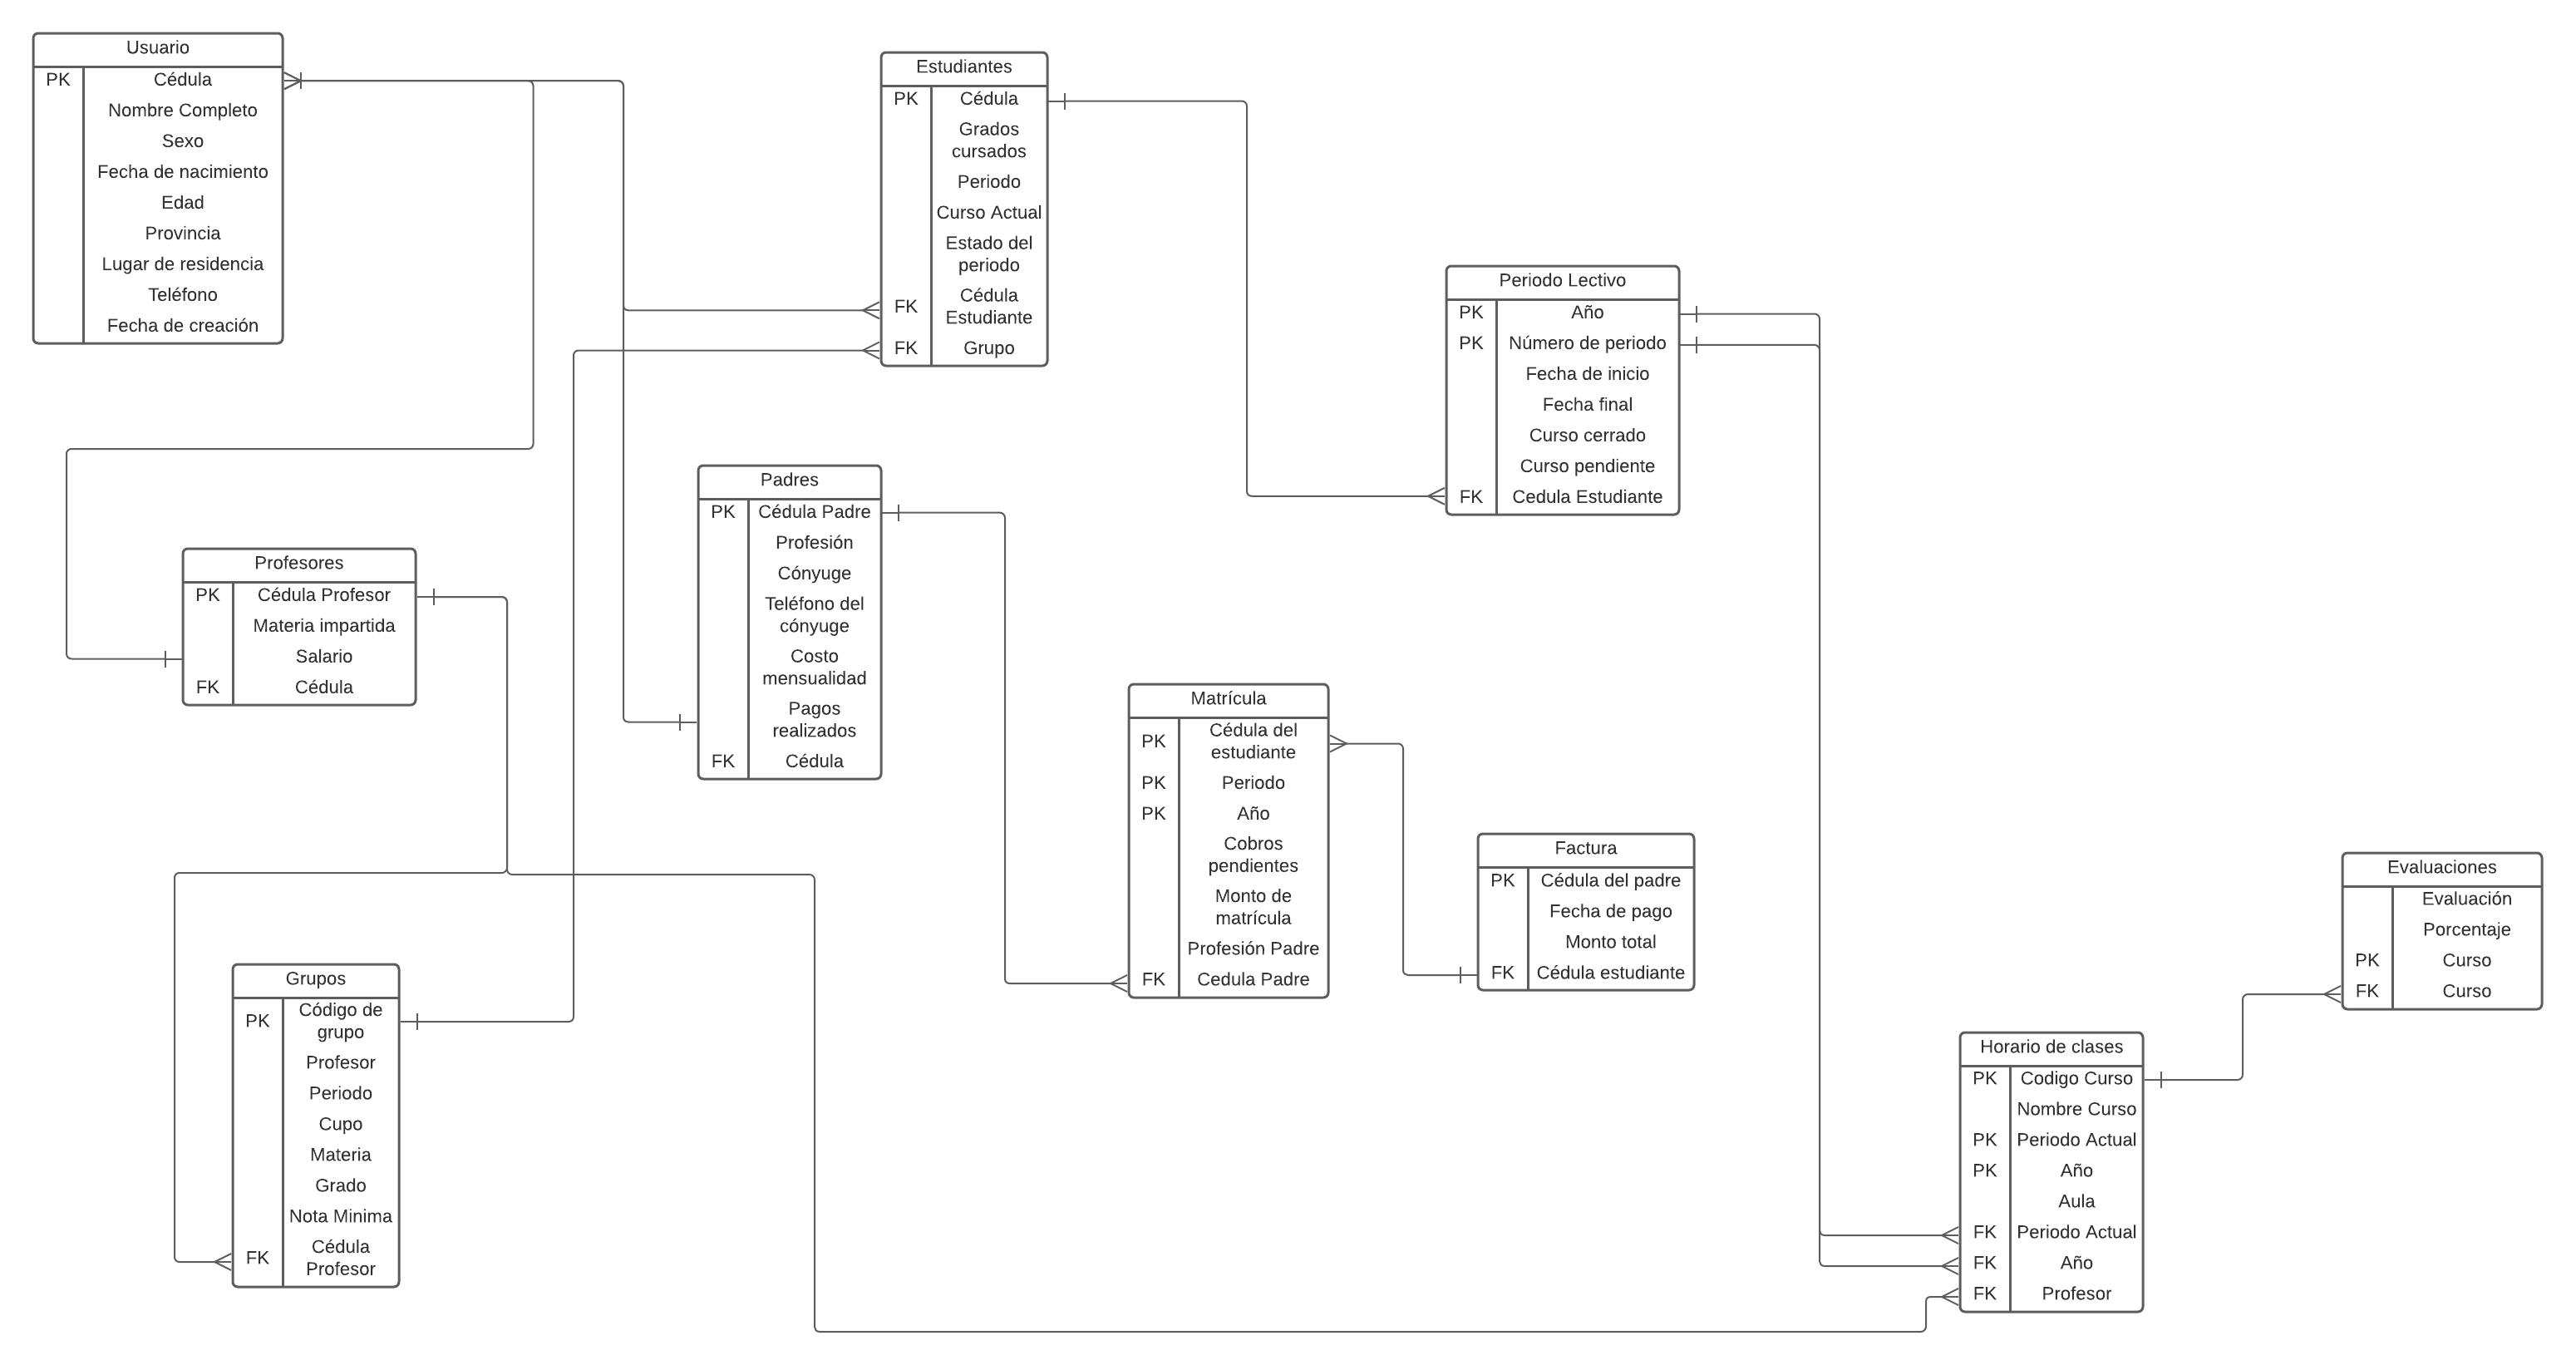 Usuario
PK
Cédula
Nombre Completo
Sexo
Fecha de nacimiento
Edad
Provincia
Lugar de residencia
Teléfono
Fecha de creación
Estudiantes
PK
Cédula
Grados
cursados
Periodo
Curso Actual
Estado del
periodo
FK
Cédula
Estudiante
FK
Grupo
Periodo Lectivo
PK
Año
PK
Número de periodo
Fecha de inicio
Fecha final
Curso cerrado
Curso pendiente
FK
Cedula Estudiante
Padres
PK
Cédula Padre
Profesión
Cónyuge
Teléfono del
cónyuge
Costo
mensualidad
Pagos
realizados
FK
Cédula
Profesores
PK
Cédula Profesor
Materia impartida
Salario
FK
Cédula
Matrícula
PK
Cédula del
estudiante
PK
Periodo
PK
Año
Cobros
pendientes
Monto de
matrícula
Profesión Padre
FK
Cedula Padre
Factura
PK
Cédula del padre
Fecha de pago
Monto total
FK
Cédula estudiante
Evaluaciones
Evaluación
Porcentaje
PK
Curso
FK
Curso
Grupos
PK
Código de
grupo
Profesor
Periodo
Cupo
Materia
Grado
Nota Minima
FK
Cédula
Profesor
Horario de clases
PK
Codigo Curso
Nombre Curso
PK
Periodo Actual
PK
Año
Aula
FK
Periodo Actual
FK
Año
FK
Profesor